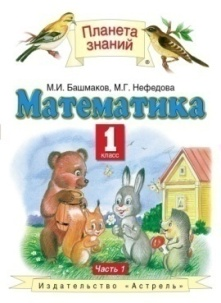 Планета
знаний
М.И. Башмаков, М.Г. Нефедова
Математика
1
класс
Часть 1
Издательство «Астрель»